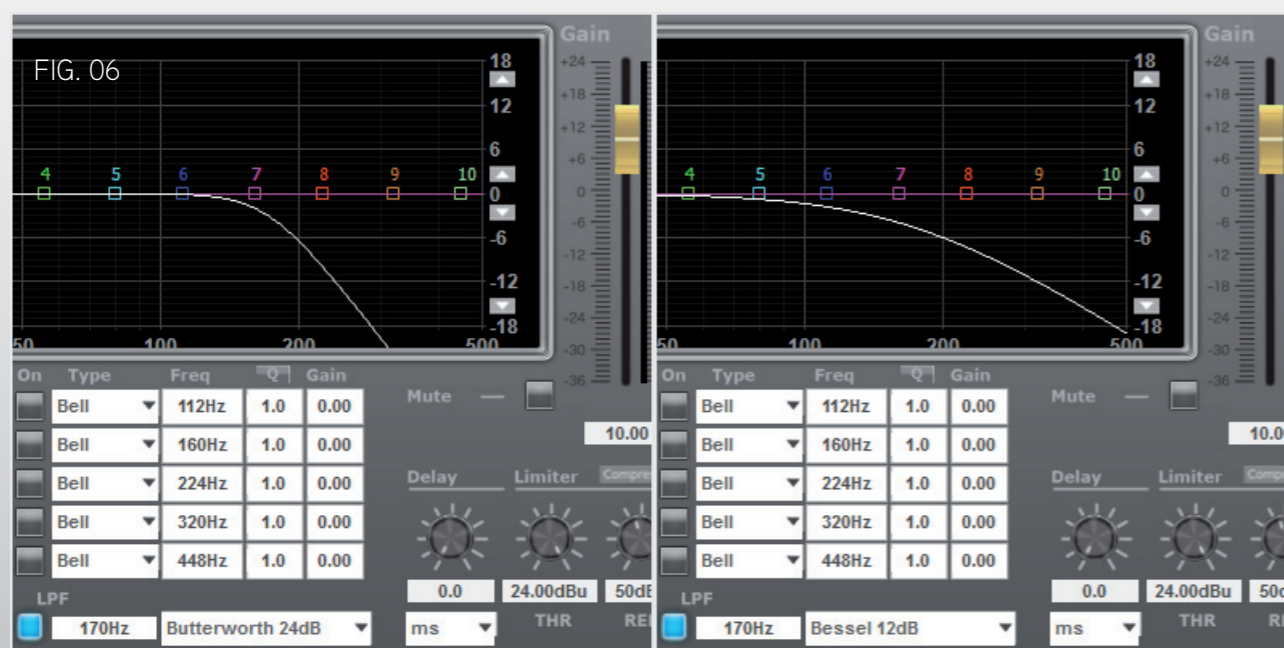 FIG. 06
Gain
18
12
6
0
-6
-12
-18
4 5 6 7 8 9 10
50 100 200 500
+24
+18
+12
+6
0
-6
-12
-18
-24
-30
-36
On Type Freq Q Gain
Bell 112Hz 1.0 0.00
Bell 160Hz 1.0 0.00
Bell 224Hz 1.0 0.00
Bell 320Hz 1.0 0.00
Bell 448Hz 1.0 0.00
Mute
10.00
Delay Limiter
0.0 24.00dBu
ms THR
LPF
170Hz Butterworth 24dB
Gain
18
12
6
0
-6
-12
-18
4 5 6 7 8 9 10
50 100 200 500
+24
+18
+12
+6
0
-6
-12
-18
-24
-30
-36
On Type Freq Q Gain
Bell 112Hz 1.0 0.00
Bell 160Hz 1.0 0.00
Bell 224Hz 1.0 0.00
Bell 320Hz 1.0 0.00
Bell 448Hz 1.0 0.00
Mute
Delay Limiter
0.0 24.00dBu
ms THR
LPF
170Hz Bessel 12dB